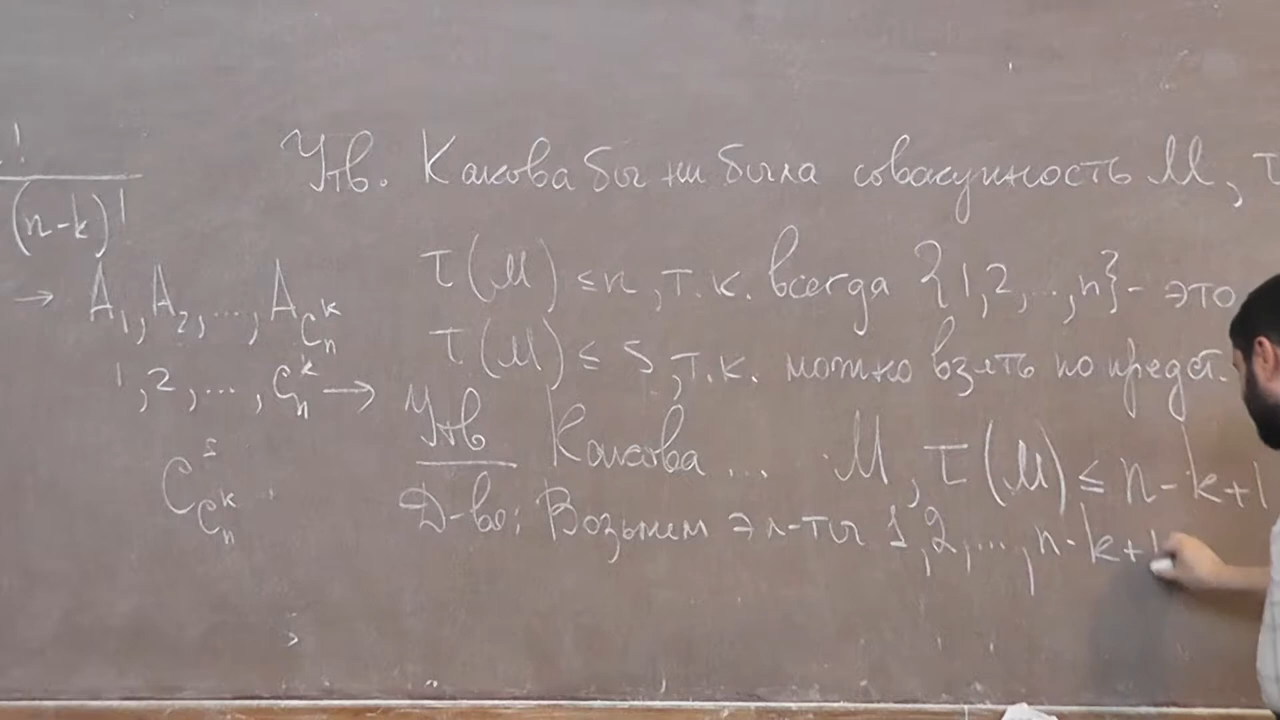 !
(n-k)!
→ A₁, A₂, ..., A_{C_n^k}
1, 2, ..., C_n^k →
C_{C_n^k}^s
Утв. Какова бы ни была совокупность M, τ
τ(M) ≤ n, т.к. всегда {1,2,...,n} - это
τ(M) ≤ s, т.к. можно взять по предст.
Утв Какова ... M, τ(M) ≤ n-k+1
Д-во: Возьмем эл-ты 1,2,...,n-k+1